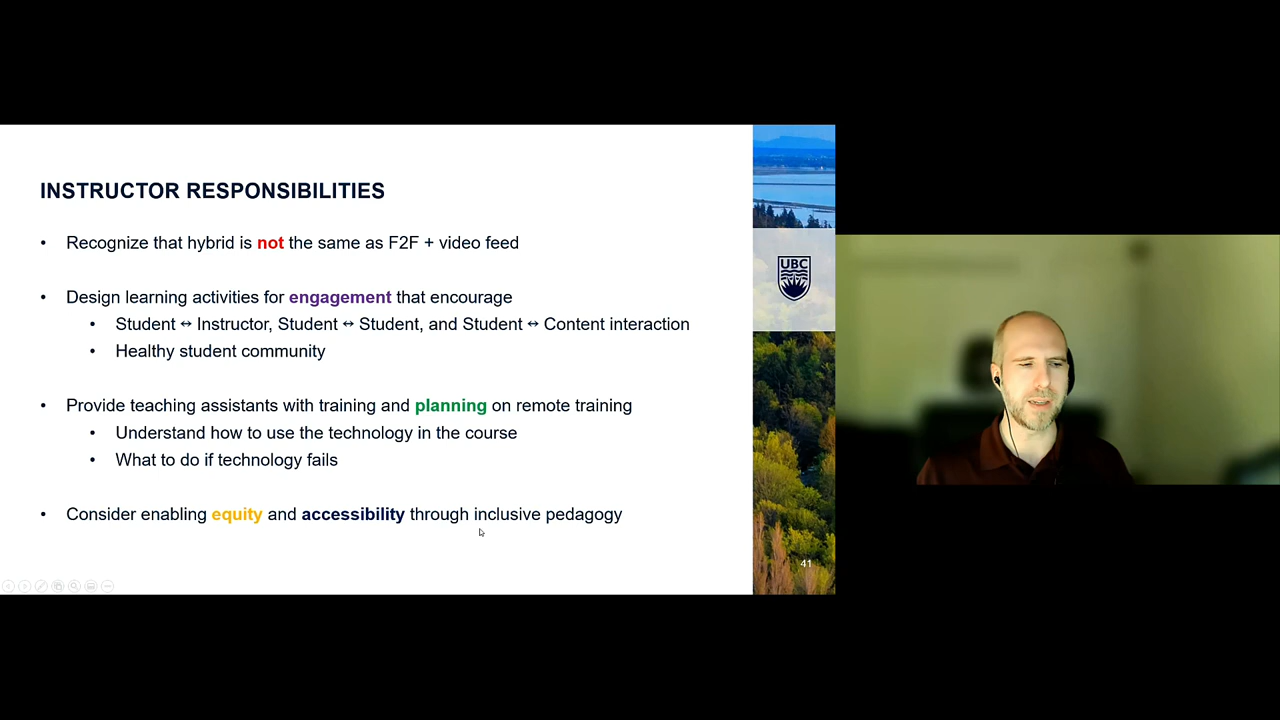 INSTRUCTOR RESPONSIBILITIES
• Recognize that hybrid is not the same as F2F + video feed
• Design learning activities for engagement that encourage
• Student ↔ Instructor, Student ↔ Student, and Student ↔ Content interaction
• Healthy student community
• Provide teaching assistants with training and planning on remote training
• Understand how to use the technology in the course
• What to do if technology fails
• Consider enabling equity and accessibility through inclusive pedagogy
UBC
41